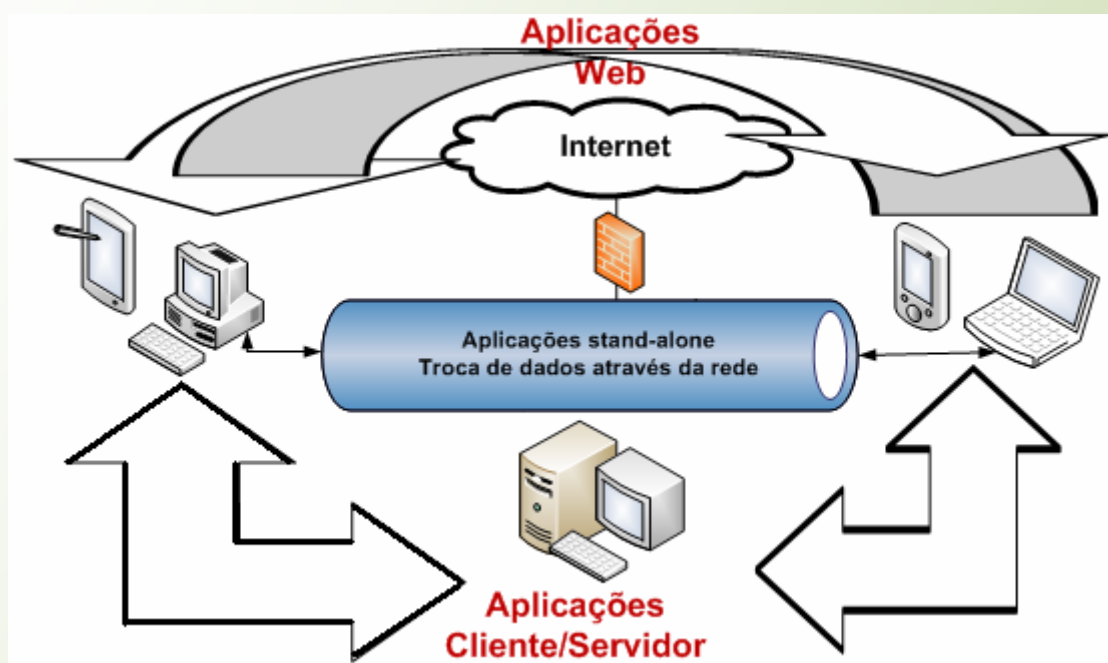 Aplicações
Web
Internet
Aplicações stand-alone
Troca de dados através da rede
Aplicações
Cliente/Servidor